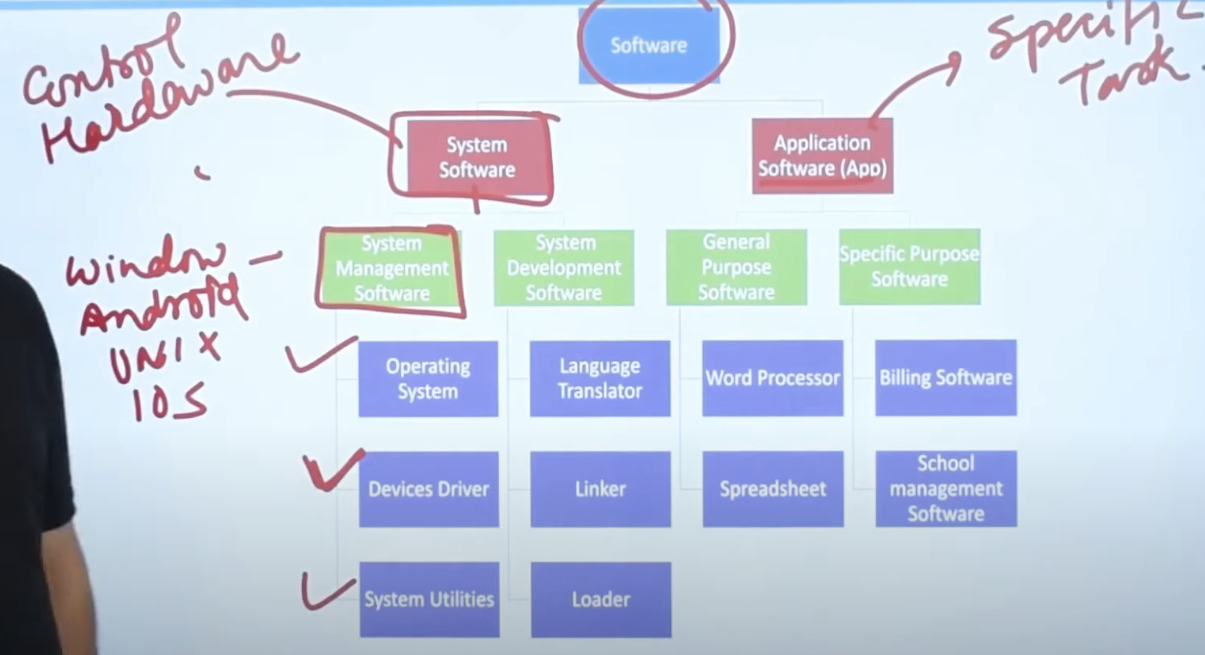 Software
Control
Hardware
Specific
Task.
System
Software
Application
Software (App)
Window -
Android
UNIX
IOS
System
Management
Software
System
Development
Software
General
Purpose
Software
Specific Purpose
Software
Operating
System
Language
Translator
Word Processor
Billing Software
Devices Driver
Linker
Spreadsheet
School
management
Software
System Utilities
Loader